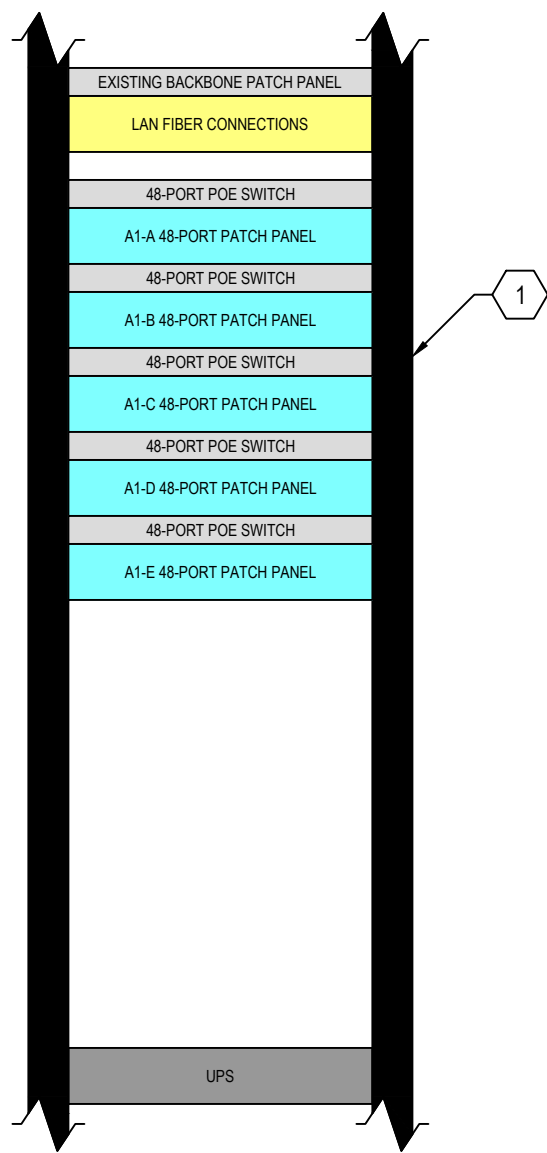 EXISTING BACKBONE PATCH PANEL
LAN FIBER CONNECTIONS
48-PORT POE SWITCH
A1-A 48-PORT PATCH PANEL
48-PORT POE SWITCH
1
A1-B 48-PORT PATCH PANEL
48-PORT POE SWITCH
A1-C 48-PORT PATCH PANEL
48-PORT POE SWITCH
A1-D 48-PORT PATCH PANEL
48-PORT POE SWITCH
A1-E 48-PORT PATCH PANEL
UPS